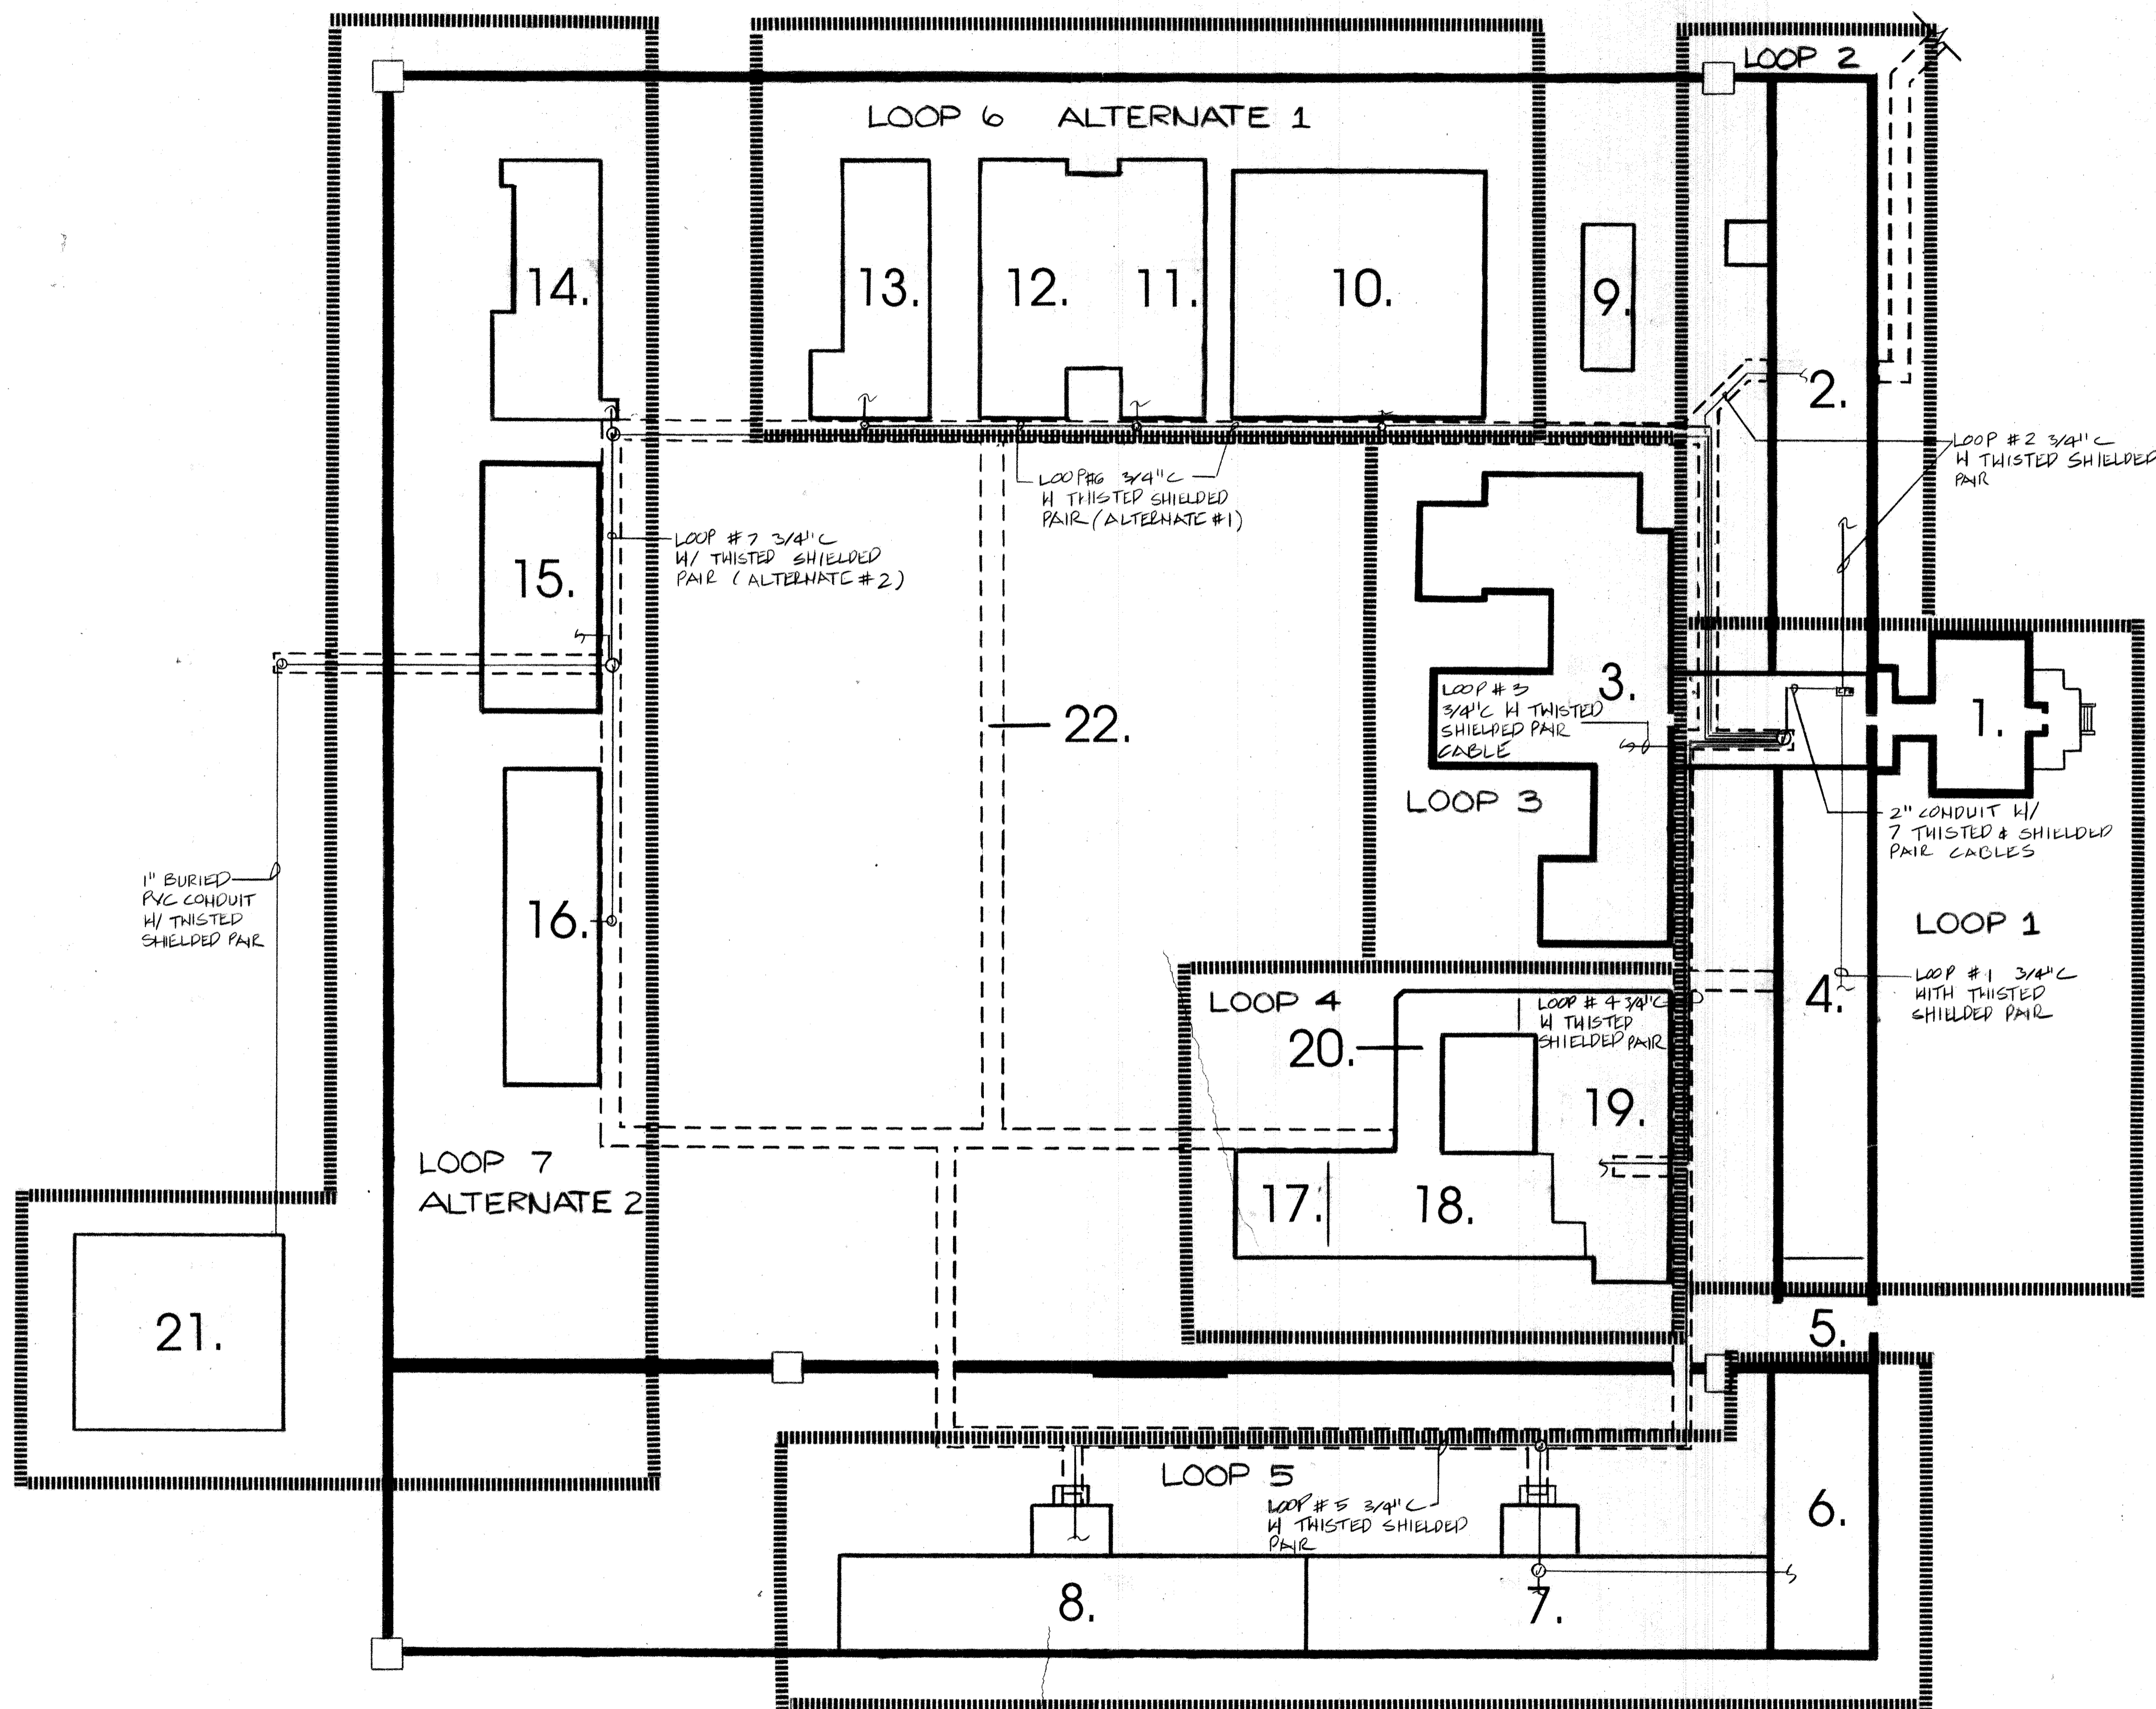 LOOP 2
LOOP 6 ALTERNATE 1
14.
13.
12.
11.
10.
9.
2.
LOOP #2 3/4"C
W TWISTED SHIELDED
PAIR
LOOP#6 3/4"C
W TWISTED SHIELDED
PAIR (ALTERNATE #1)
LOOP #7 3/4"C
W/ TWISTED SHIELDED
PAIR (ALTERNATE #2)
15.
3.
LOOP #3
3/4"C W TWISTED
SHIELDED PAIR
CABLE
1.
22.
LOOP 3
2" CONDUIT W/
7 TWISTED & SHIELDED
PAIR CABLES
1" BURIED
PVC CONDUIT
W/ TWISTED
SHIELDED PAIR
16.
LOOP 1
4.
LOOP #1 3/4"C
WITH TWISTED
SHIELDED PAIR
LOOP 4
LOOP #4 3/4"C
W TWISTED
SHIELDED PAIR
20.
19.
LOOP 7
ALTERNATE 2
17.
18.
21.
5.
LOOP 5
LOOP #5 3/4"C
W TWISTED SHIELDED
PAIR
6.
8.
7.